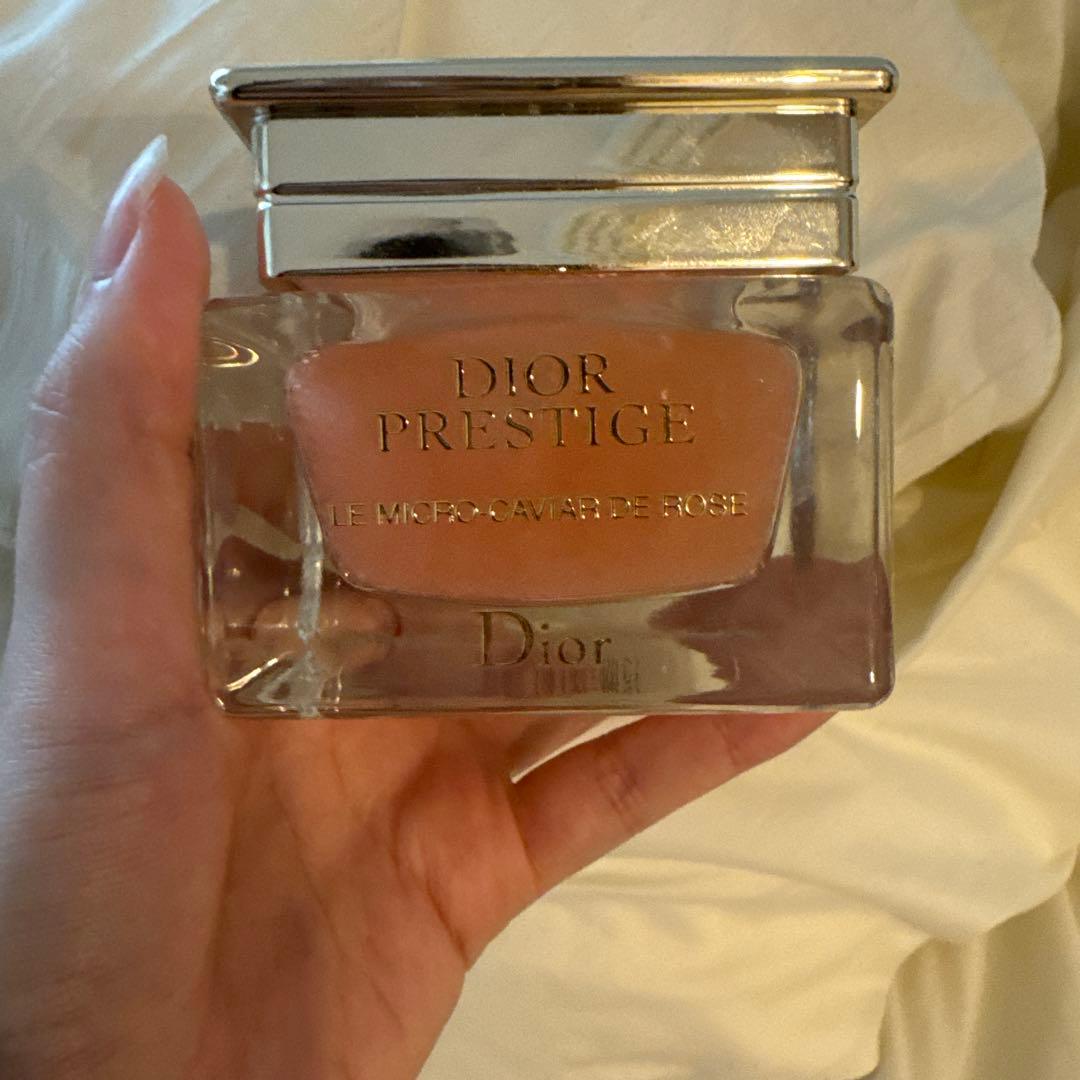 DIOR
PRESTIGE
LE MICRO-CAVIAR DE ROSE
Dior